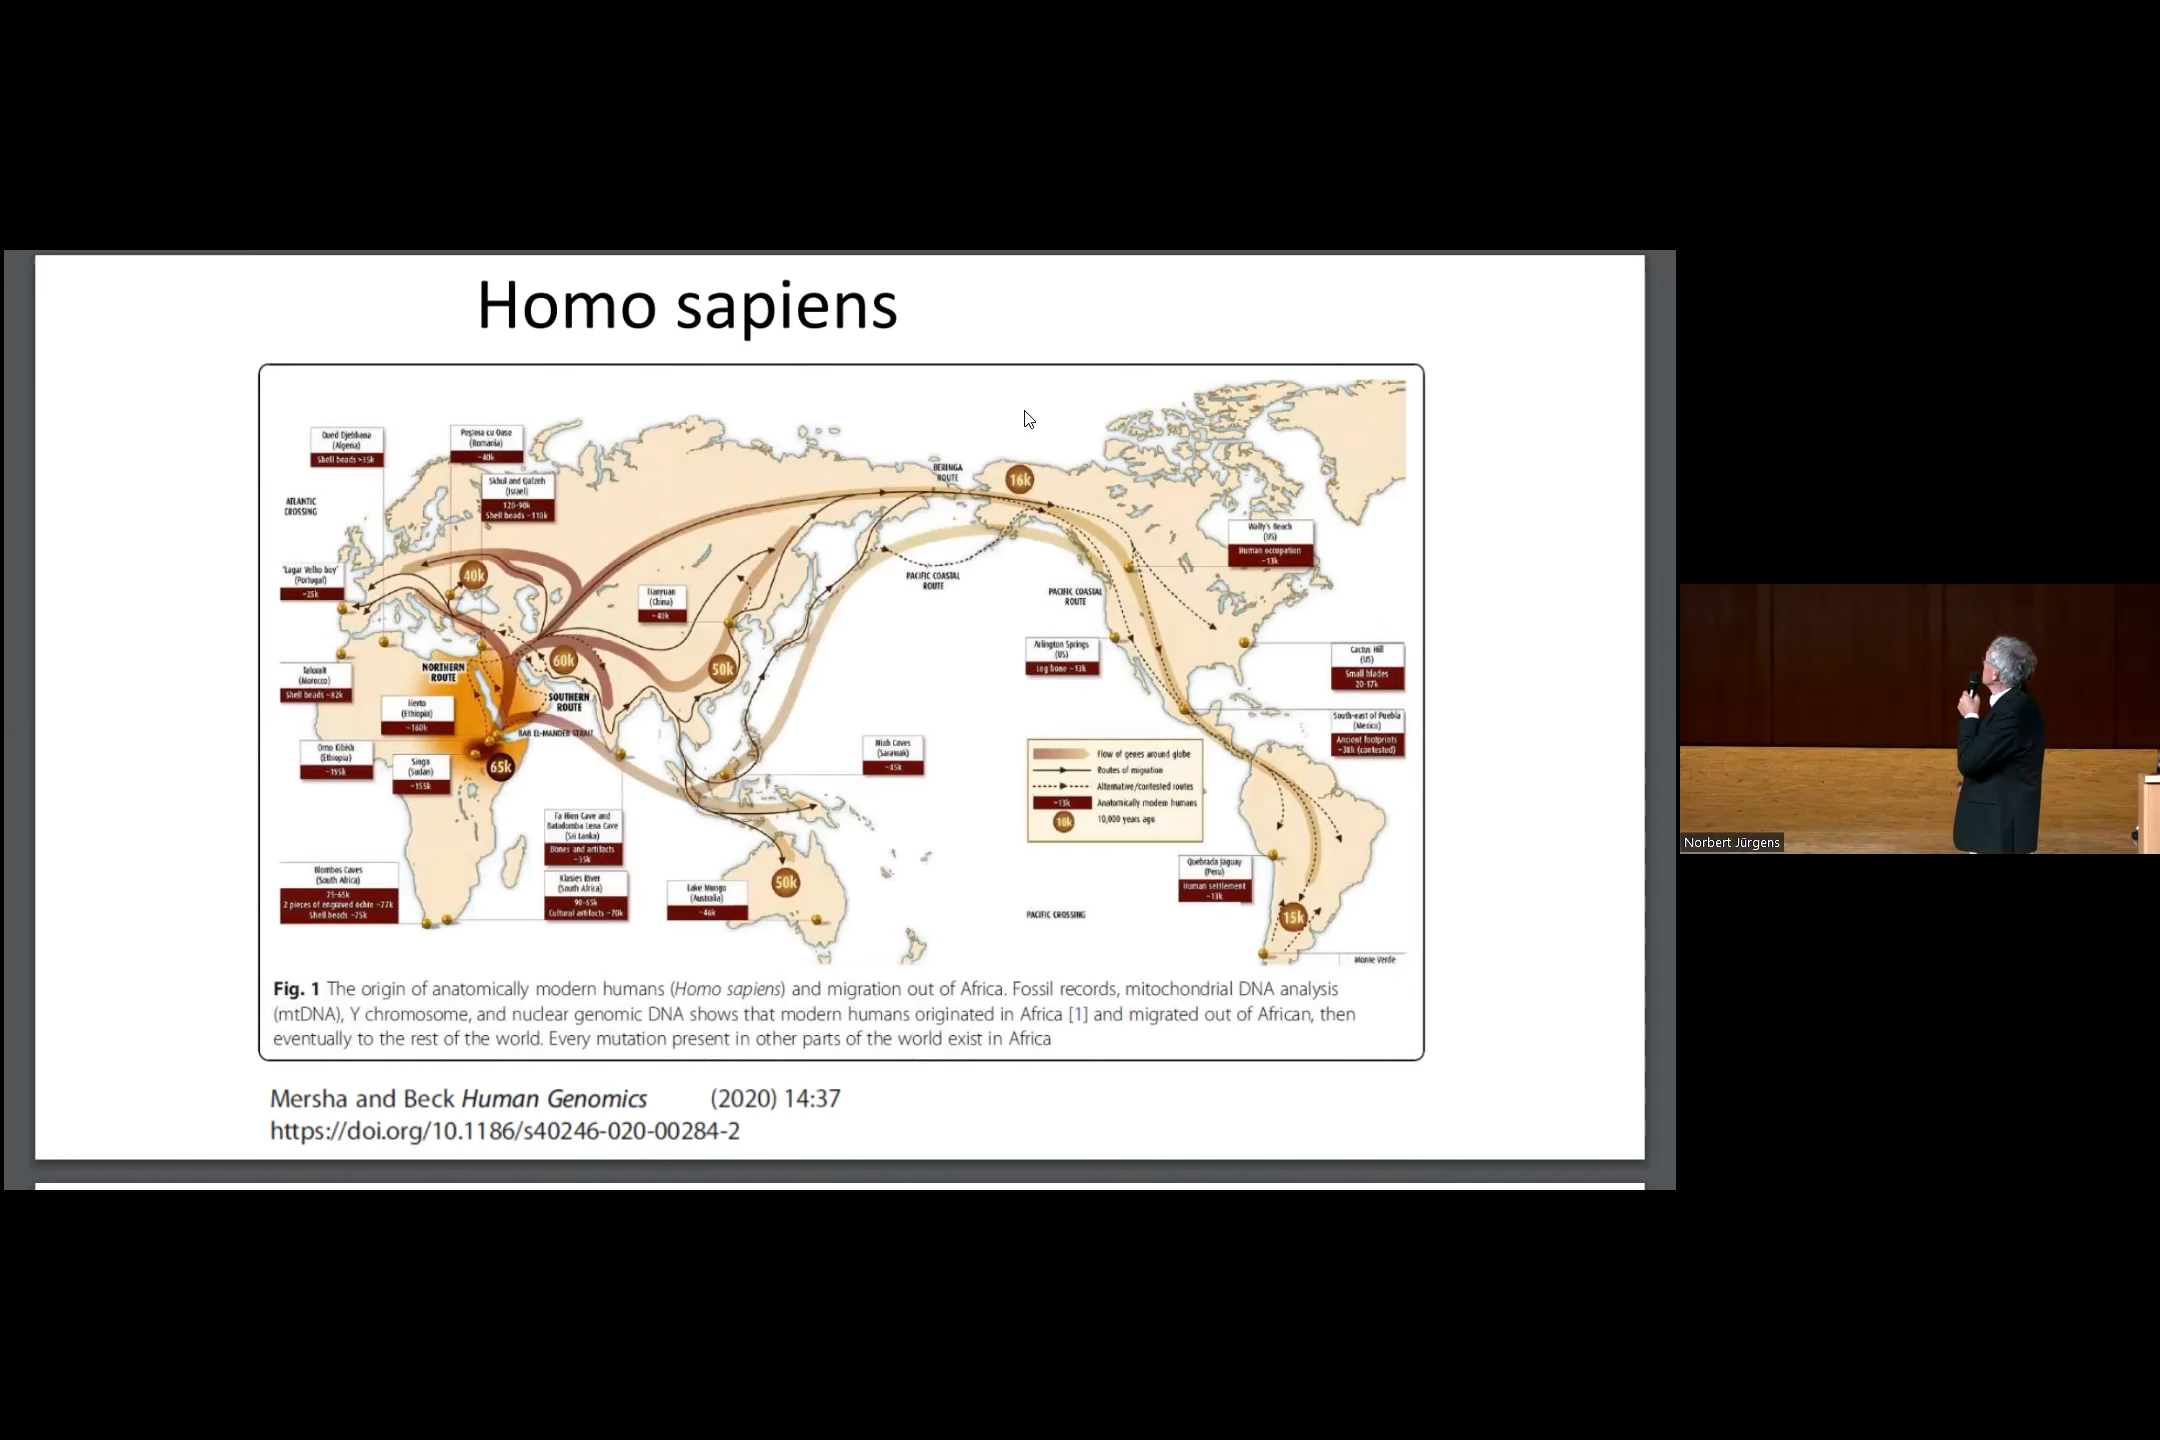 Homo sapiens
Oued Djebbana
(Algeria)
Shell beads >35k
Peştera cu Oase
(Romania)
~40k
Skhul and Qafzeh
(Israel)
120-90k
Shell beads ~110k
ATLANTIC
CROSSING
'Lagar Velho boy'
(Portugal)
~25k
40k
Tianyuan
(China)
~40k
BERINGA
ROUTE
16k
PACIFIC COASTAL
ROUTE
PACIFIC COASTAL
ROUTE
Wally's Beach
(US)
Human occupation
~13k
Arlington Springs
(US)
Leg bone ~13k
Cactus Hill
(US)
Small blades
20-17k
South-east of Puebla
(Mexico)
Ancient footprints
~38k (contested)
Taforalt
(Morocco)
Shell beads ~82k
NORTHERN
ROUTE
60k
50k
SOUTHERN
ROUTE
BAB EL-MANDEB STRAIT
Herto
(Ethiopia)
~160k
Omo Kibish
(Ethiopia)
~195k
Singa
(Sudan)
~155k
65k
Niah Caves
(Sarawak)
~45k
Flow of genes around globe
Routes of migration
Alternative/contested routes
~13k
Anatomically modern humans
10k
10,000 years ago
Fa Hien Cave and
Batadomba Lena Cave
(Sri Lanka)
Bones and artifacts
~35k
Blombos Caves
(South Africa)
75-65k
2 pieces of engraved ochre ~77k
Shell beads ~75k
Klasies River
(South Africa)
90-65k
Cultural artifacts ~70k
Lake Mungo
(Australia)
~46k
50k
Quebrada Jaguay
(Peru)
Human settlement
~13k
PACIFIC CROSSING
15k
Monte Verde
Fig. 1 The origin of anatomically modern humans (Homo sapiens) and migration out of Africa. Fossil records, mitochondrial DNA analysis
(mtDNA), Y chromosome, and nuclear genomic DNA shows that modern humans originated in Africa [1] and migrated out of African, then
eventually to the rest of the world. Every mutation present in other parts of the world exist in Africa
Mersha and Beck Human Genomics (2020) 14:37
https://doi.org/10.1186/s40246-020-00284-2
Norbert Jürgens